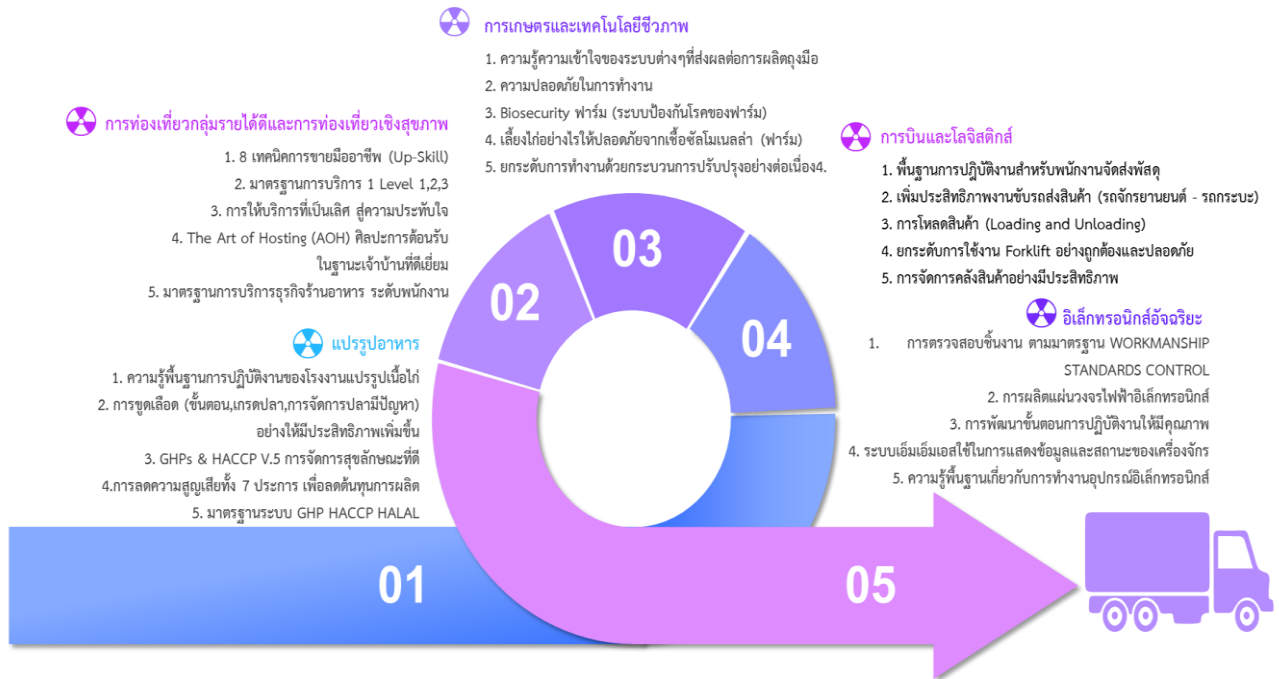 การเกษตรและเทคโนโลยีชีวภาพ
1. ความรู้ความเข้าใจของระบบต่างๆที่ส่งผลต่อการผลิตถุงมือ
2. ความปลอดภัยในการทำงาน
3. Biosecurity ฟาร์ม (ระบบป้องกันโรคของฟาร์ม)
4. เลี้ยงไก่อย่างไรให้ปลอดภัยจากเชื้อซัลโมเนลล่า (ฟาร์ม)
5. ยกระดับการทำงานด้วยกระบวนการปรับปรุงอย่างต่อเนื่อง4.
การท่องเที่ยวกลุ่มรายได้ดีและการท่องเที่ยวเชิงสุขภาพ
1. 8 เทคนิคการขายมืออาชีพ (Up-Skill)
2. มาตรฐานการบริการ 1 Level 1,2,3
3. การให้บริการที่เป็นเลิศ สู่ความประทับใจ
4. The Art of Hosting (AOH) ศิลปะการต้อนรับ
ในฐานะเจ้าบ้านที่ดีเยี่ยม
5. มาตรฐานการบริการธุรกิจร้านอาหาร ระดับพนักงาน
การบินและโลจิสติกส์
1. พื้นฐานการปฎิบัติงานสำหรับพนักงานจัดส่งพัสดุ
2. เพิ่มประสิทธิภาพงานขับรถส่งสินค้า (รถจักรยานยนต์ - รถกระบะ)
3. การโหลดสินค้า (Loading and Unloading)
4. ยกระดับการใช้งาน Forklift อย่างถูกต้องและปลอดภัย
5. การจัดการคลังสินค้าอย่างมีประสิทธิภาพ
แปรรูปอาหาร
1. ความรู้พื้นฐานการปฏิบัติงานของโรงงานแปรรูปเนื้อไก่
2. การขูดเลือด (ขั้นตอน,เกรดปลา,การจัดการปลามีปัญหา)
อย่างให้มีประสิทธิภาพเพิ่มขึ้น
3. GHPs & HACCP V.5 การจัดการสุขลักษณะที่ดี
4.การลดความสูญเสียทั้ง 7 ประการ เพื่อลดต้นทุนการผลิต
5. มาตรฐานระบบ GHP HACCP HALAL
อิเล็กทรอนิกส์อัจฉริยะ
1. การตรวจสอบชิ้นงาน ตามมาตรฐาน WORKMANSHIP
STANDARDS CONTROL
2. การผลิตแผ่นวงจรไฟฟ้าอิเล็กทรอนิกส์
3. การพัฒนาขั้นตอนการปฏิบัติงานให้มีคุณภาพ
4. ระบบเอ็มเอ็มเอสใช้ในการแสดงข้อมูลและสถานะของเครื่องจักร
5. ความรู้พื้นฐานเกี่ยวกับการทำงานอุปกรณ์อิเล็กทรอนิกส์
01
02
03
04
05